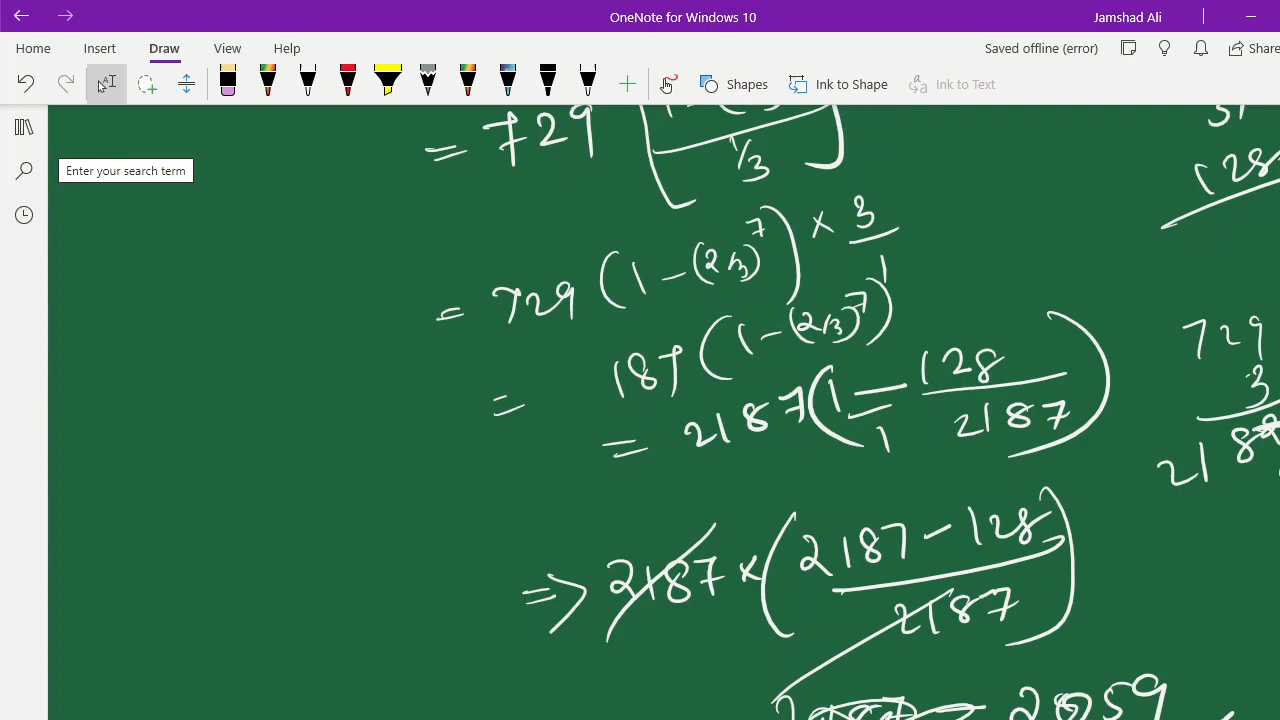 OneNote for Windows 10
Jamshad Ali
Home Insert Draw View Help
Saved offline (error)
Share
Shapes
Ink to Shape
Ink to Text
Enter your search term
= 729
1/3
128
= 729 (1 - (2/3)^7) × 3/1
= 187 (1 - (2/3)^7)
= 2187 (1/1 - 128/2187)
729
3
218
=> 2187 × (2187 - 128 / 2187)
2059